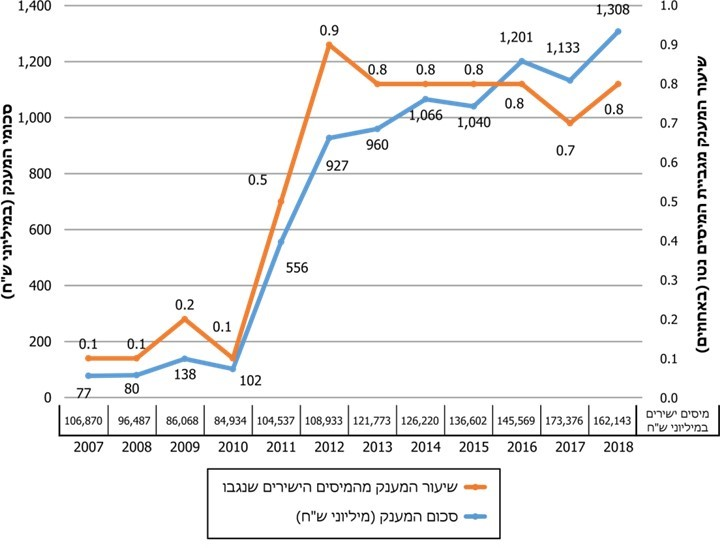 סכומי המענק (במיליוני ש"ח)
1,400
1,200
1,000
800
600
400
200
0
שיעור המענק מגביית המיסים נטו (באחוזים)
1.0
0.9
0.8
0.7
0.6
0.5
0.4
0.3
0.2
0.1
0.0
0.1 0.1 0.2 0.1 0.5 0.9 0.8 0.8 0.8 0.8 0.7 0.8
77 80 138 102 556 927 960 1,066 1,040 1,201 1,133 1,308
106,870 96,487 86,068 84,934 104,537 108,933 121,773 126,220 136,602 145,569 173,376 162,143
מיסים ישירים
במיליוני ש"ח
2007 2008 2009 2010 2011 2012 2013 2014 2015 2016 2017 2018
שיעור המענק מהמיסים הישירים שנגבו
סכום המענק (מיליוני ש"ח)